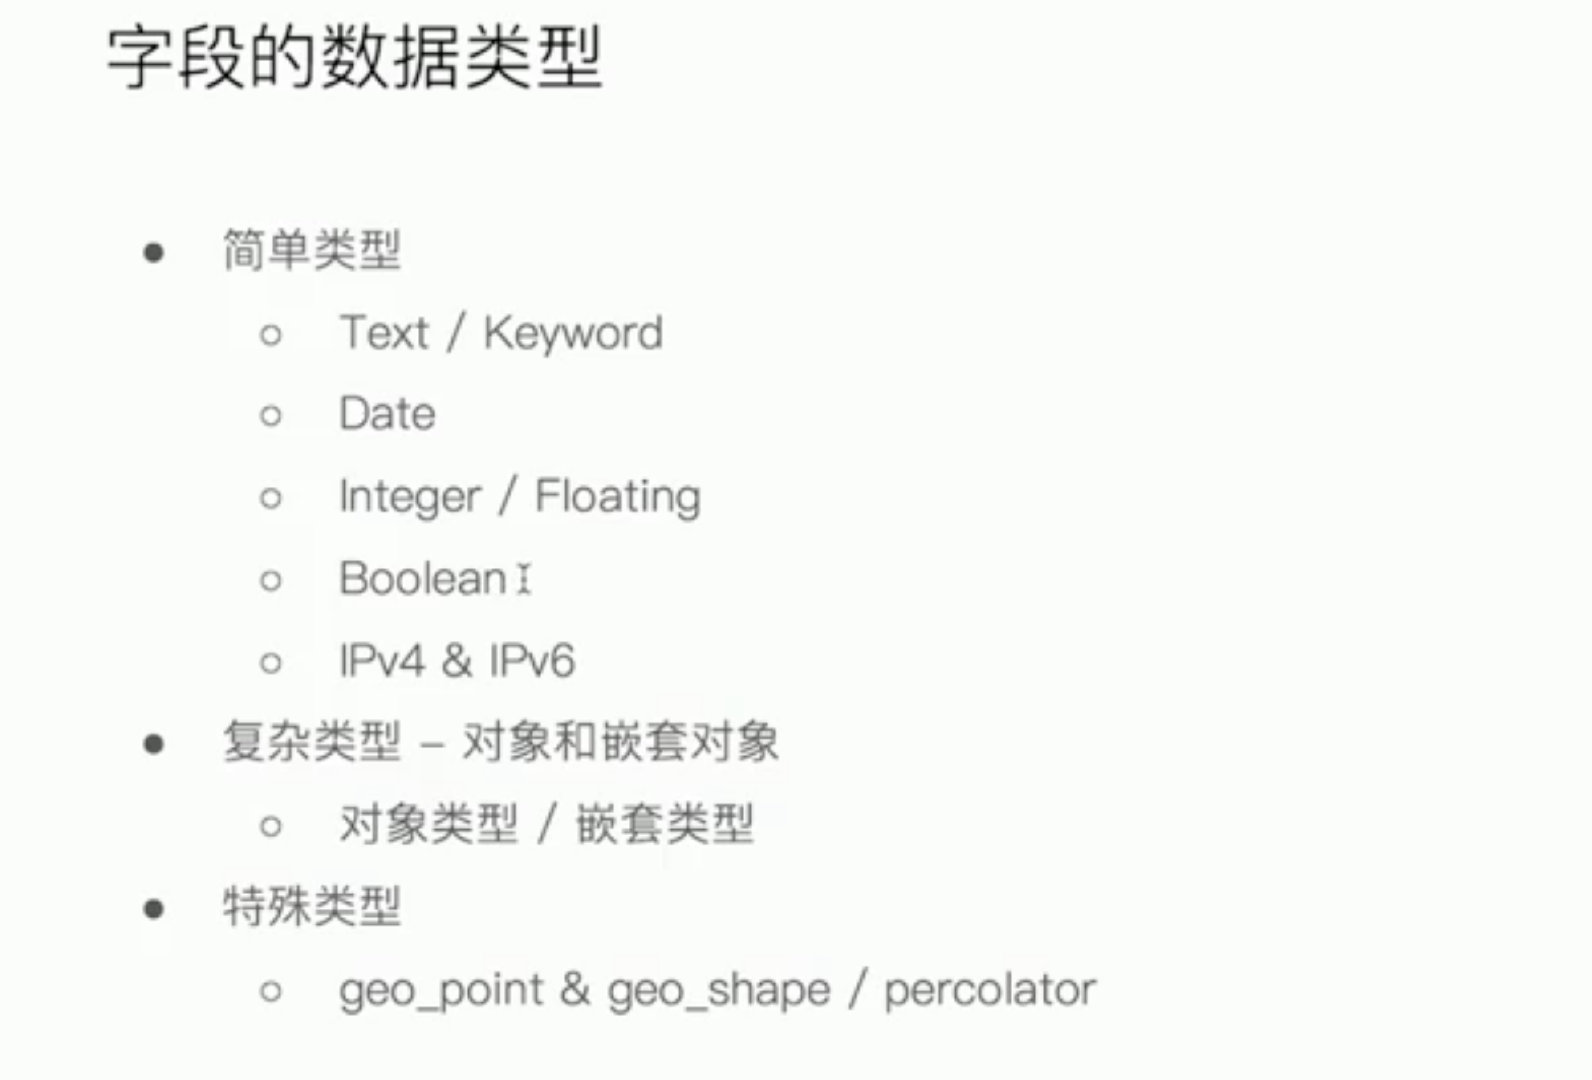 字段的数据类型
● 简单类型
○ Text / Keyword
○ Date
○ Integer / Floating
○ Boolean
○ IPv4 & IPv6
● 复杂类型 – 对象和嵌套对象
○ 对象类型 / 嵌套类型
● 特殊类型
○ geo_point & geo_shape / percolator